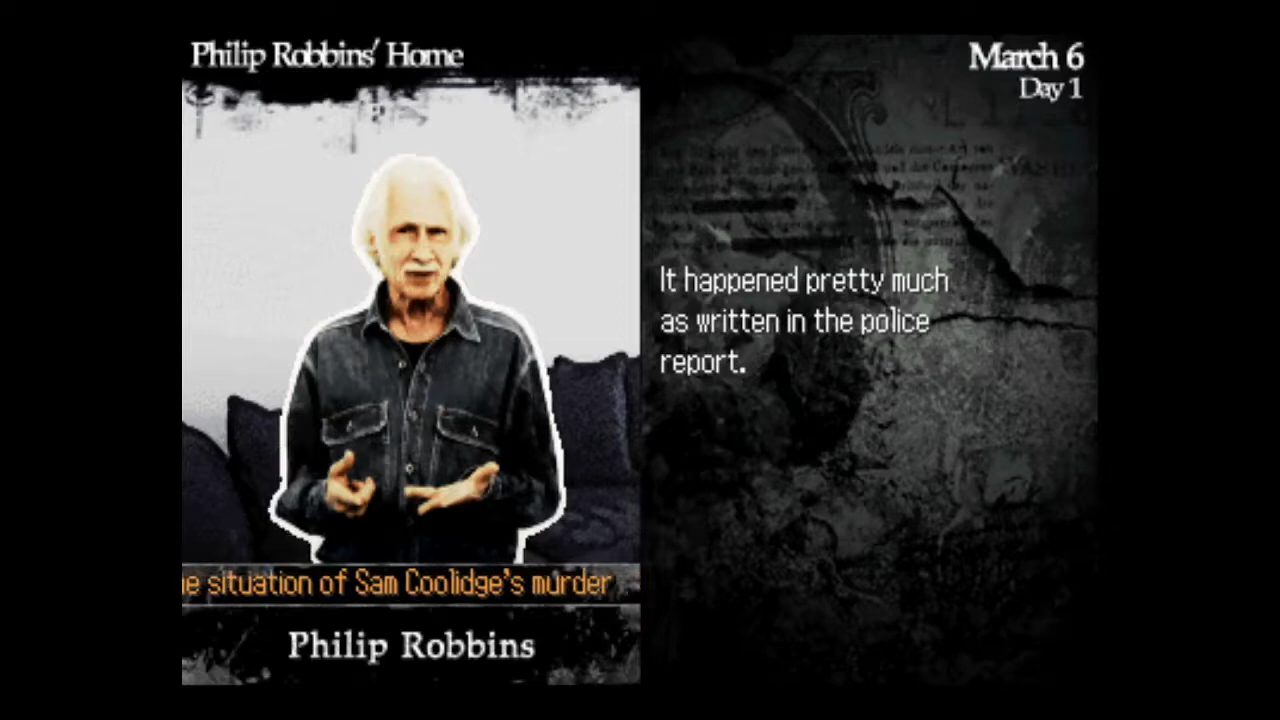 Philip Robbins' Home
March 6
Day 1
It happened pretty much
as written in the police
report.
situation of Sam Coolidge's murder
Philip Robbins